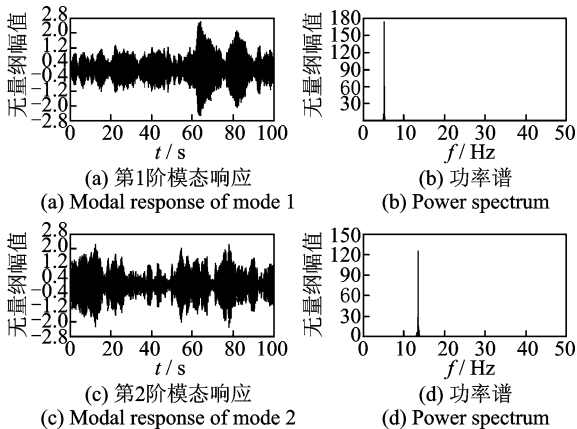 无量纲幅值
2.8
2.0
1.2
0.4
−0.4
−1.2
−2.0
−2.8
0 20 40 60 80 100
t / s
(a) 第1阶模态响应
(a) Modal response of mode 1
无量纲幅值
180
150
120
90
60
30
0 10 20 30 40 50
f / Hz
(b) 功率谱
(b) Power spectrum
无量纲幅值
2.8
2.0
1.2
0.4
−0.4
−1.2
−2.0
−2.8
0 20 40 60 80 100
t / s
(c) 第2阶模态响应
(c) Modal response of mode 2
无量纲幅值
150
120
90
60
30
0
0 10 20 30 40 50
f / Hz
(d) 功率谱
(d) Power spectrum